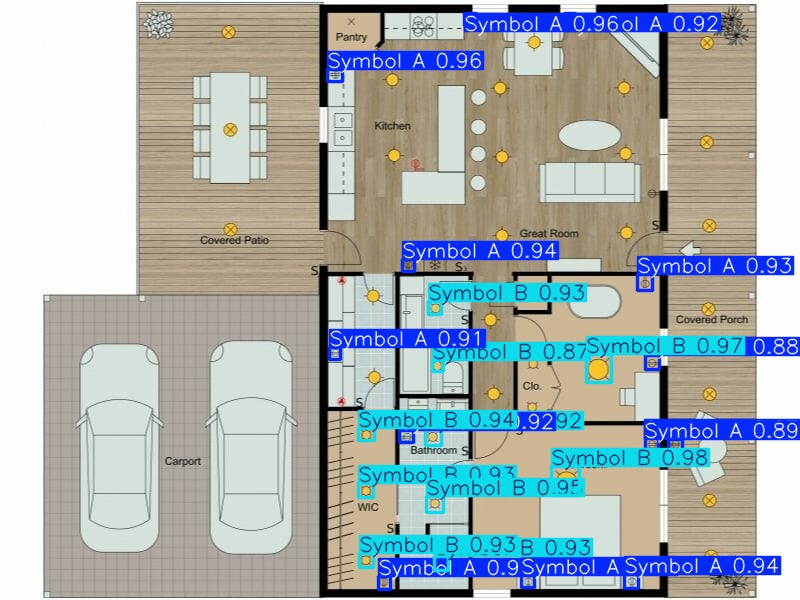 Symbol A 0.96
ol A 0.92
Pantry
Symbol A 0.96
Kitchen
Great Room
S
Covered Patio
Symbol A 0.94
S
S
Symbol A 0.93
Symbol B 0.93
Covered Porch
S
Symbol A 0.91
Symbol B 0.97
0.88
Symbol B 0.87
Clo.
S
Symbol B 0.94
0.92
92
Symbol A 0.89
Bathroom
S
Symbol B 0.98
Carport
Symbol B 0.93
Symbol B 0.95
WIC
S
Symbol B 0.93
B 0.93
Symbol A 0.9
Symbol A
Symbol A 0.94